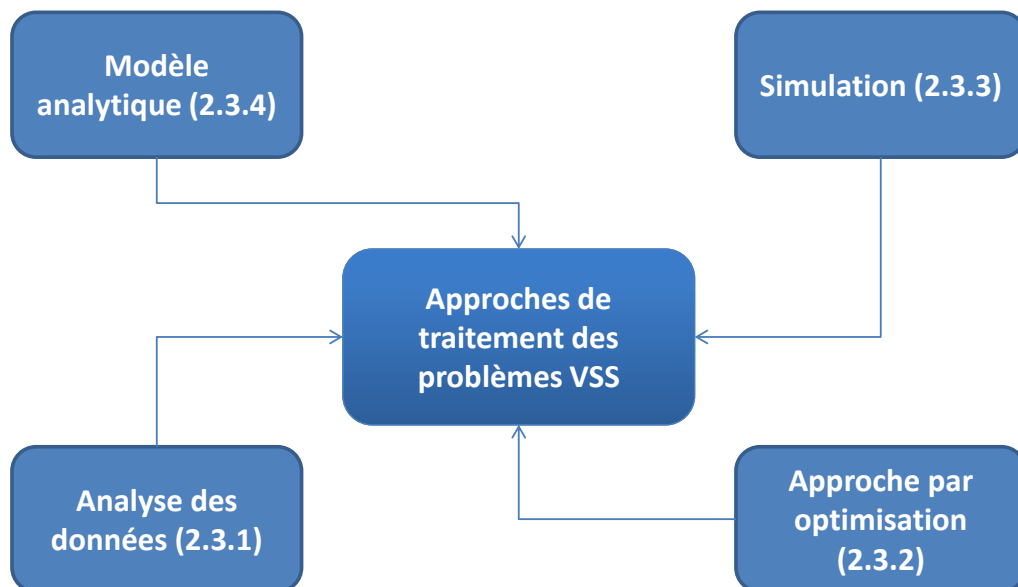 Modèle
analytique (2.3.4)
Simulation (2.3.3)
Approches de
traitement des
problèmes VSS
Analyse des
données (2.3.1)
Approche par
optimisation
(2.3.2)